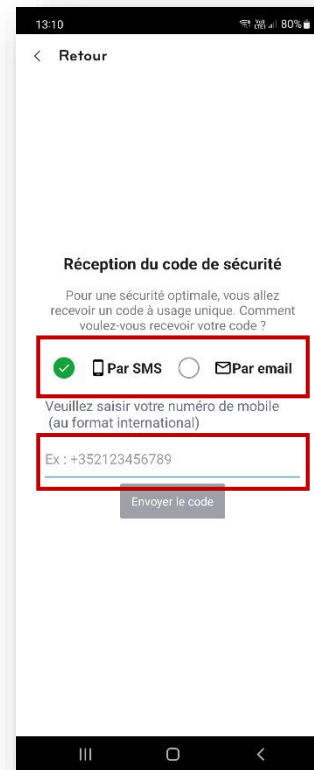 13:10
80%
Retour
Réception du code de sécurité
Pour une sécurité optimale, vous allez
recevoir un code à usage unique. Comment
voulez-vous recevoir votre code ?
Par SMS
Par email
Veuillez saisir votre numéro de mobile
(au format international)
Ex : +352123456789
Envoyer le code